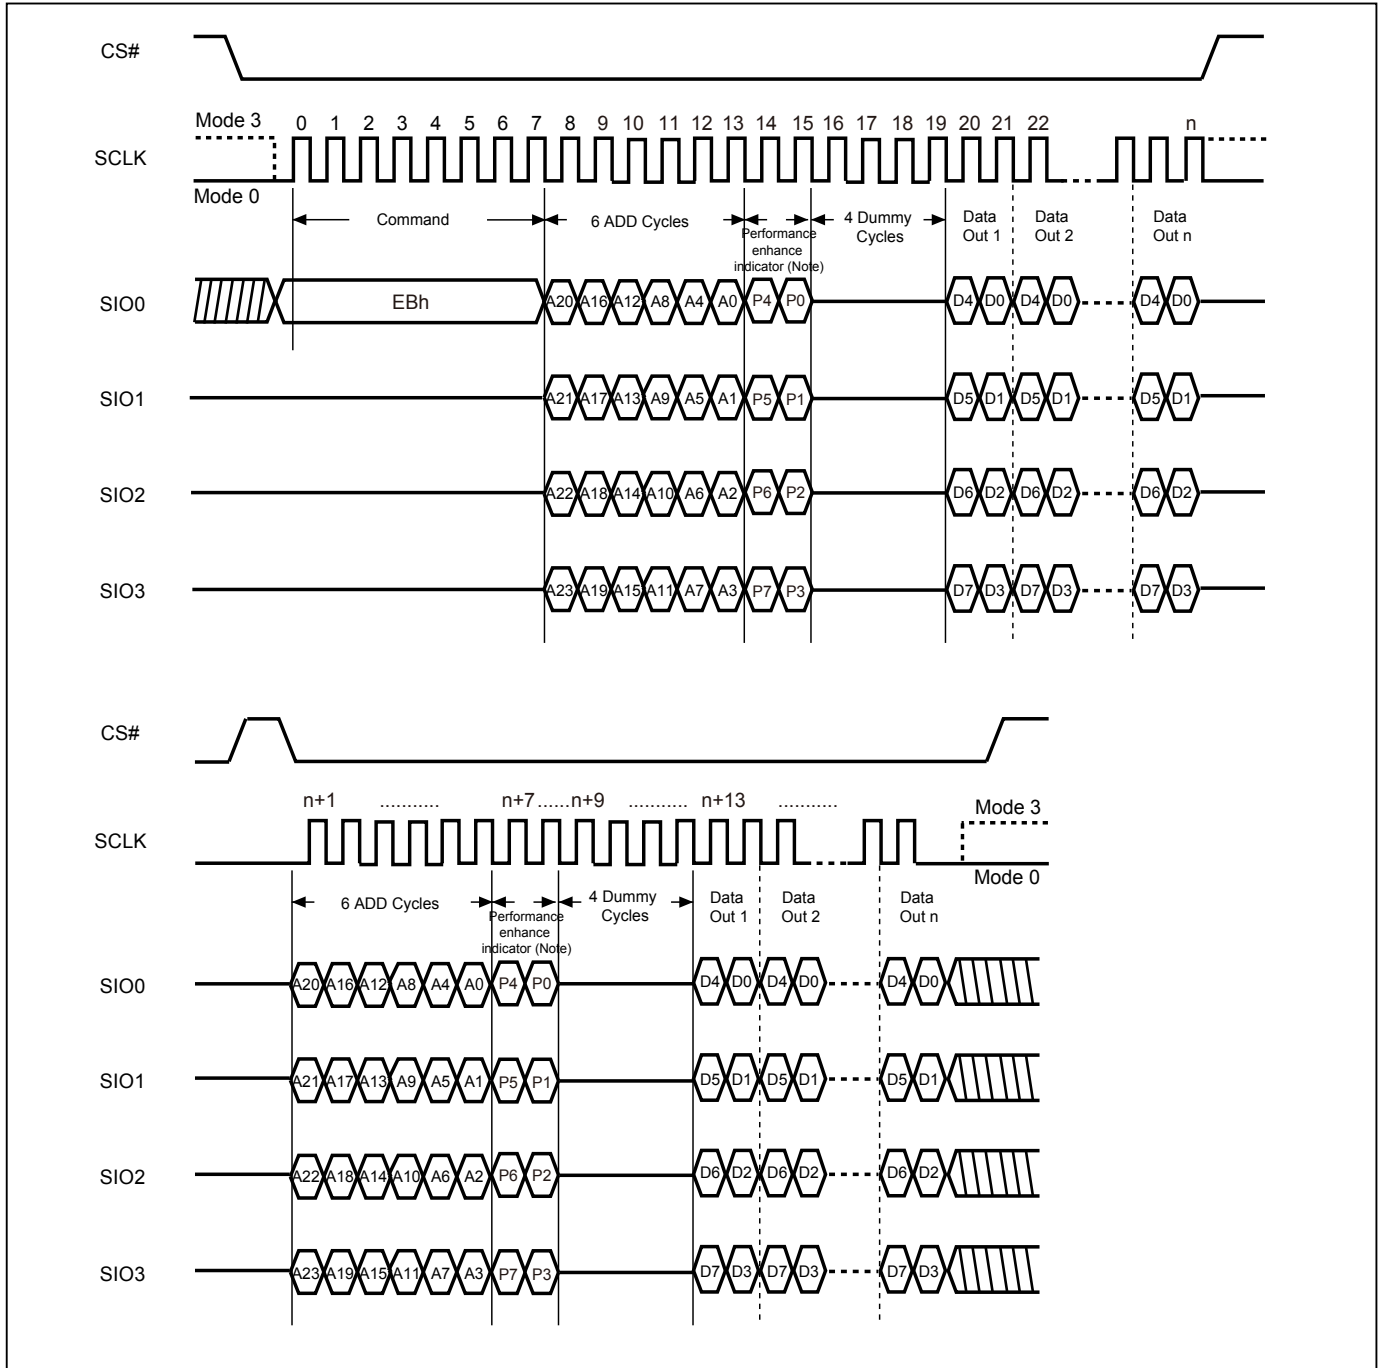 CS#
Mode 3
0 1 2 3 4 5 6 7 8 9 10 11 12 13 14 15 16 17 18 19 20 21 22 n
SCLK
Mode 0
Command 6 ADD Cycles Performance enhance indicator (Note) 4 Dummy Cycles Data Out 1 Data Out 2 Data Out n
SIO0 EBh A20 A16 A12 A8 A4 A0 P4 P0 D4 D0 D4 D0 D4 D0
SIO1 A21 A17 A13 A9 A5 A1 P5 P1 D5 D1 D5 D1 D5 D1
SIO2 A22 A18 A14 A10 A6 A2 P6 P2 D6 D2 D6 D2 D6 D2
SIO3 A23 A19 A15 A11 A7 A3 P7 P3 D7 D3 D7 D3 D7 D3
CS#
n+1 ........... n+7 ...... n+9 ........... n+13 ...........
Mode 3
SCLK
Mode 0
6 ADD Cycles Performance enhance indicator (Note) 4 Dummy Cycles Data Out 1 Data Out 2 Data Out n
SIO0 A20 A16 A12 A8 A4 A0 P4 P0 D4 D0 D4 D0 D4 D0
SIO1 A21 A17 A13 A9 A5 A1 P5 P1 D5 D1 D5 D1 D5 D1
SIO2 A22 A18 A14 A10 A6 A2 P6 P2 D6 D2 D6 D2 D6 D2
SIO3 A23 A19 A15 A11 A7 A3 P7 P3 D7 D3 D7 D3 D7 D3